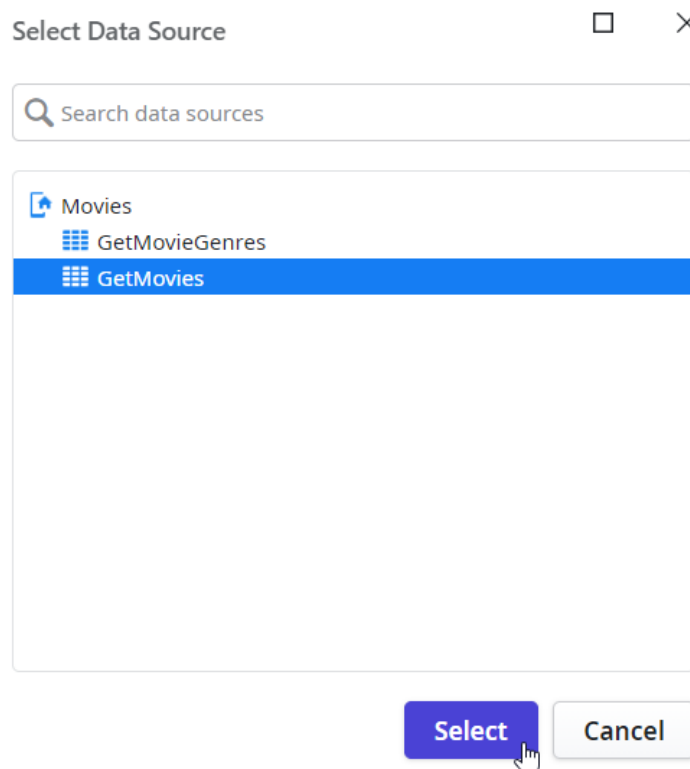 Select Data Source
Search data sources
Movies
GetMovieGenres
GetMovies
Select
Cancel